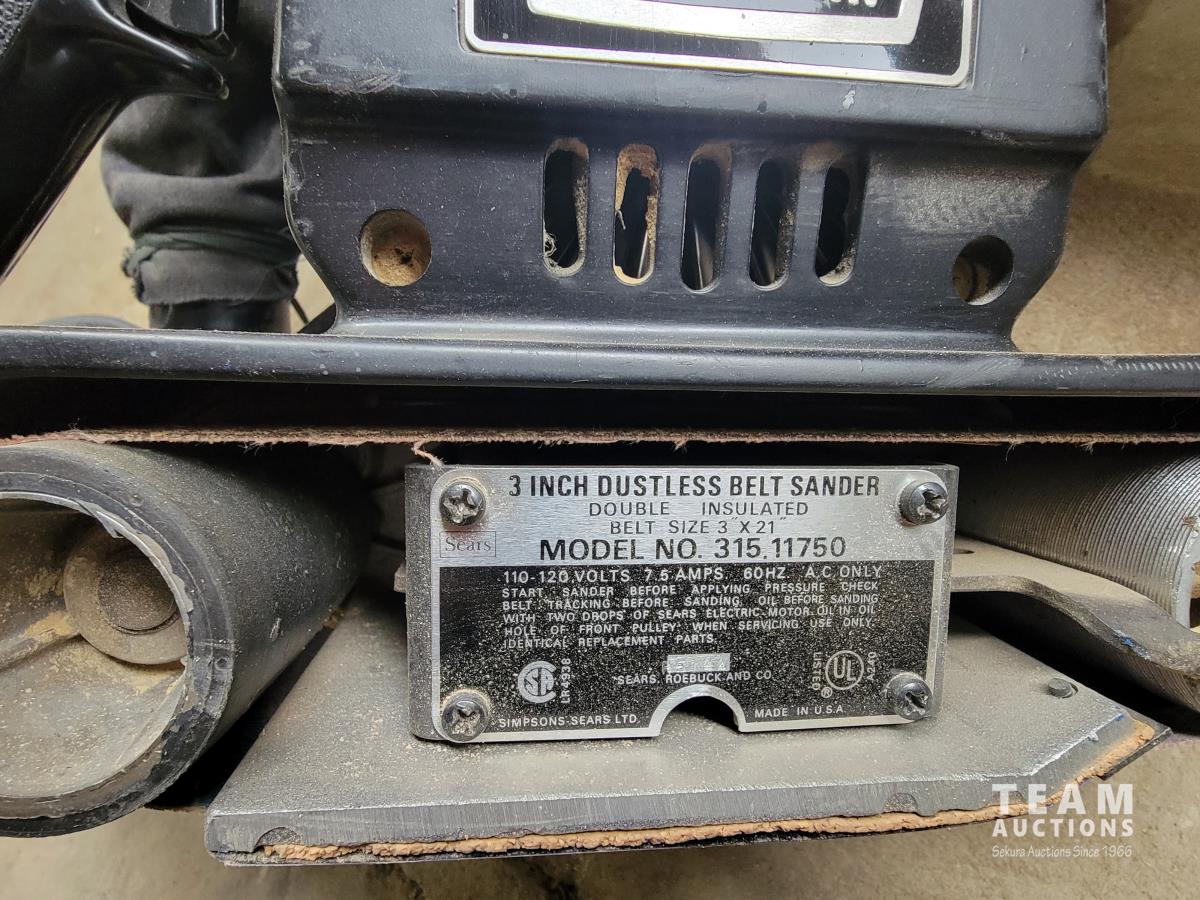 3 INCH DUSTLESS BELT SANDER
DOUBLE INSULATED
BELT SIZE 3" X 21"
Sears
MODEL NO. 315.11750
110-120 VOLTS 7.5 AMPS. 60HZ A.C ONLY
START SANDER BEFORE APPLYING PRESSURE CHECK
BELT TRACKING BEFORE SANDING. OIL BEFORE SANDING
WITH TWO DROPS OF SEARS ELECTRIC MOTOR OIL IN OIL
HOLE OF FRONT PULLEY. WHEN SERVICING USE ONLY
IDENTICAL REPLACEMENT PARTS.
SEARS, ROEBUCK AND CO
LR4938
LISTED
UL
A240
SIMPSONS-SEARS LTD.
MADE IN U.S.A.
TEAM
AUCTIONS
Sekura Auctions Since 1966